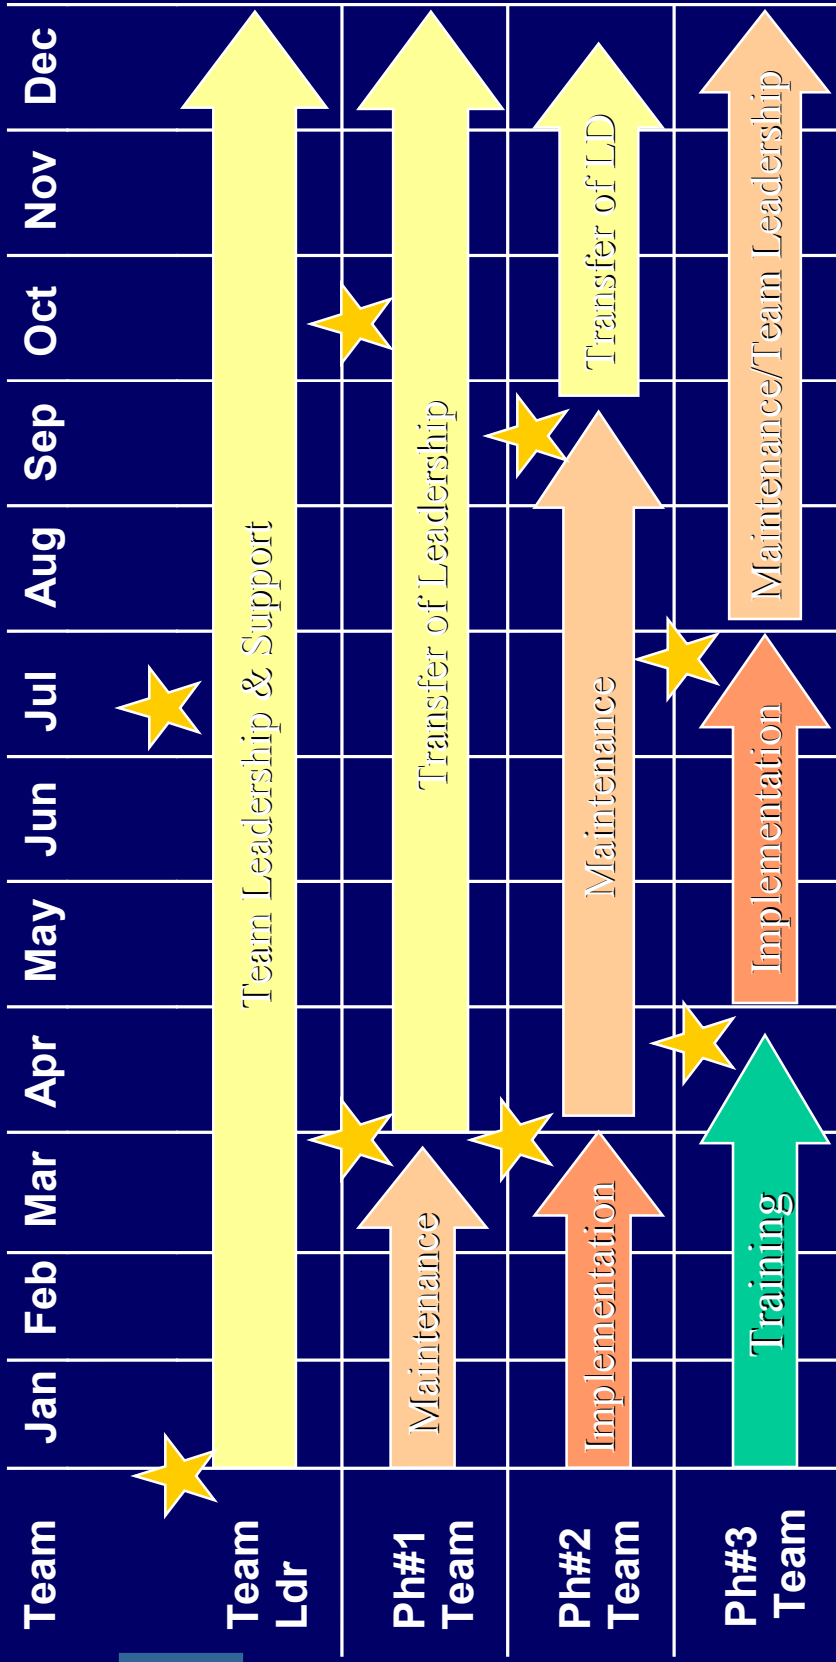 Team Jan Feb Mar Apr May Jun Jul Aug Sep Oct Nov Dec
Team
Ldr
Team Leadership & Support
Ph#1
Team
Maintenance
Transfer of Leadership
Ph#2
Team
Implementation
Maintenance
Transfer of LD
Ph#3
Team
Training
Implementation
Maintenance/Team Leadership